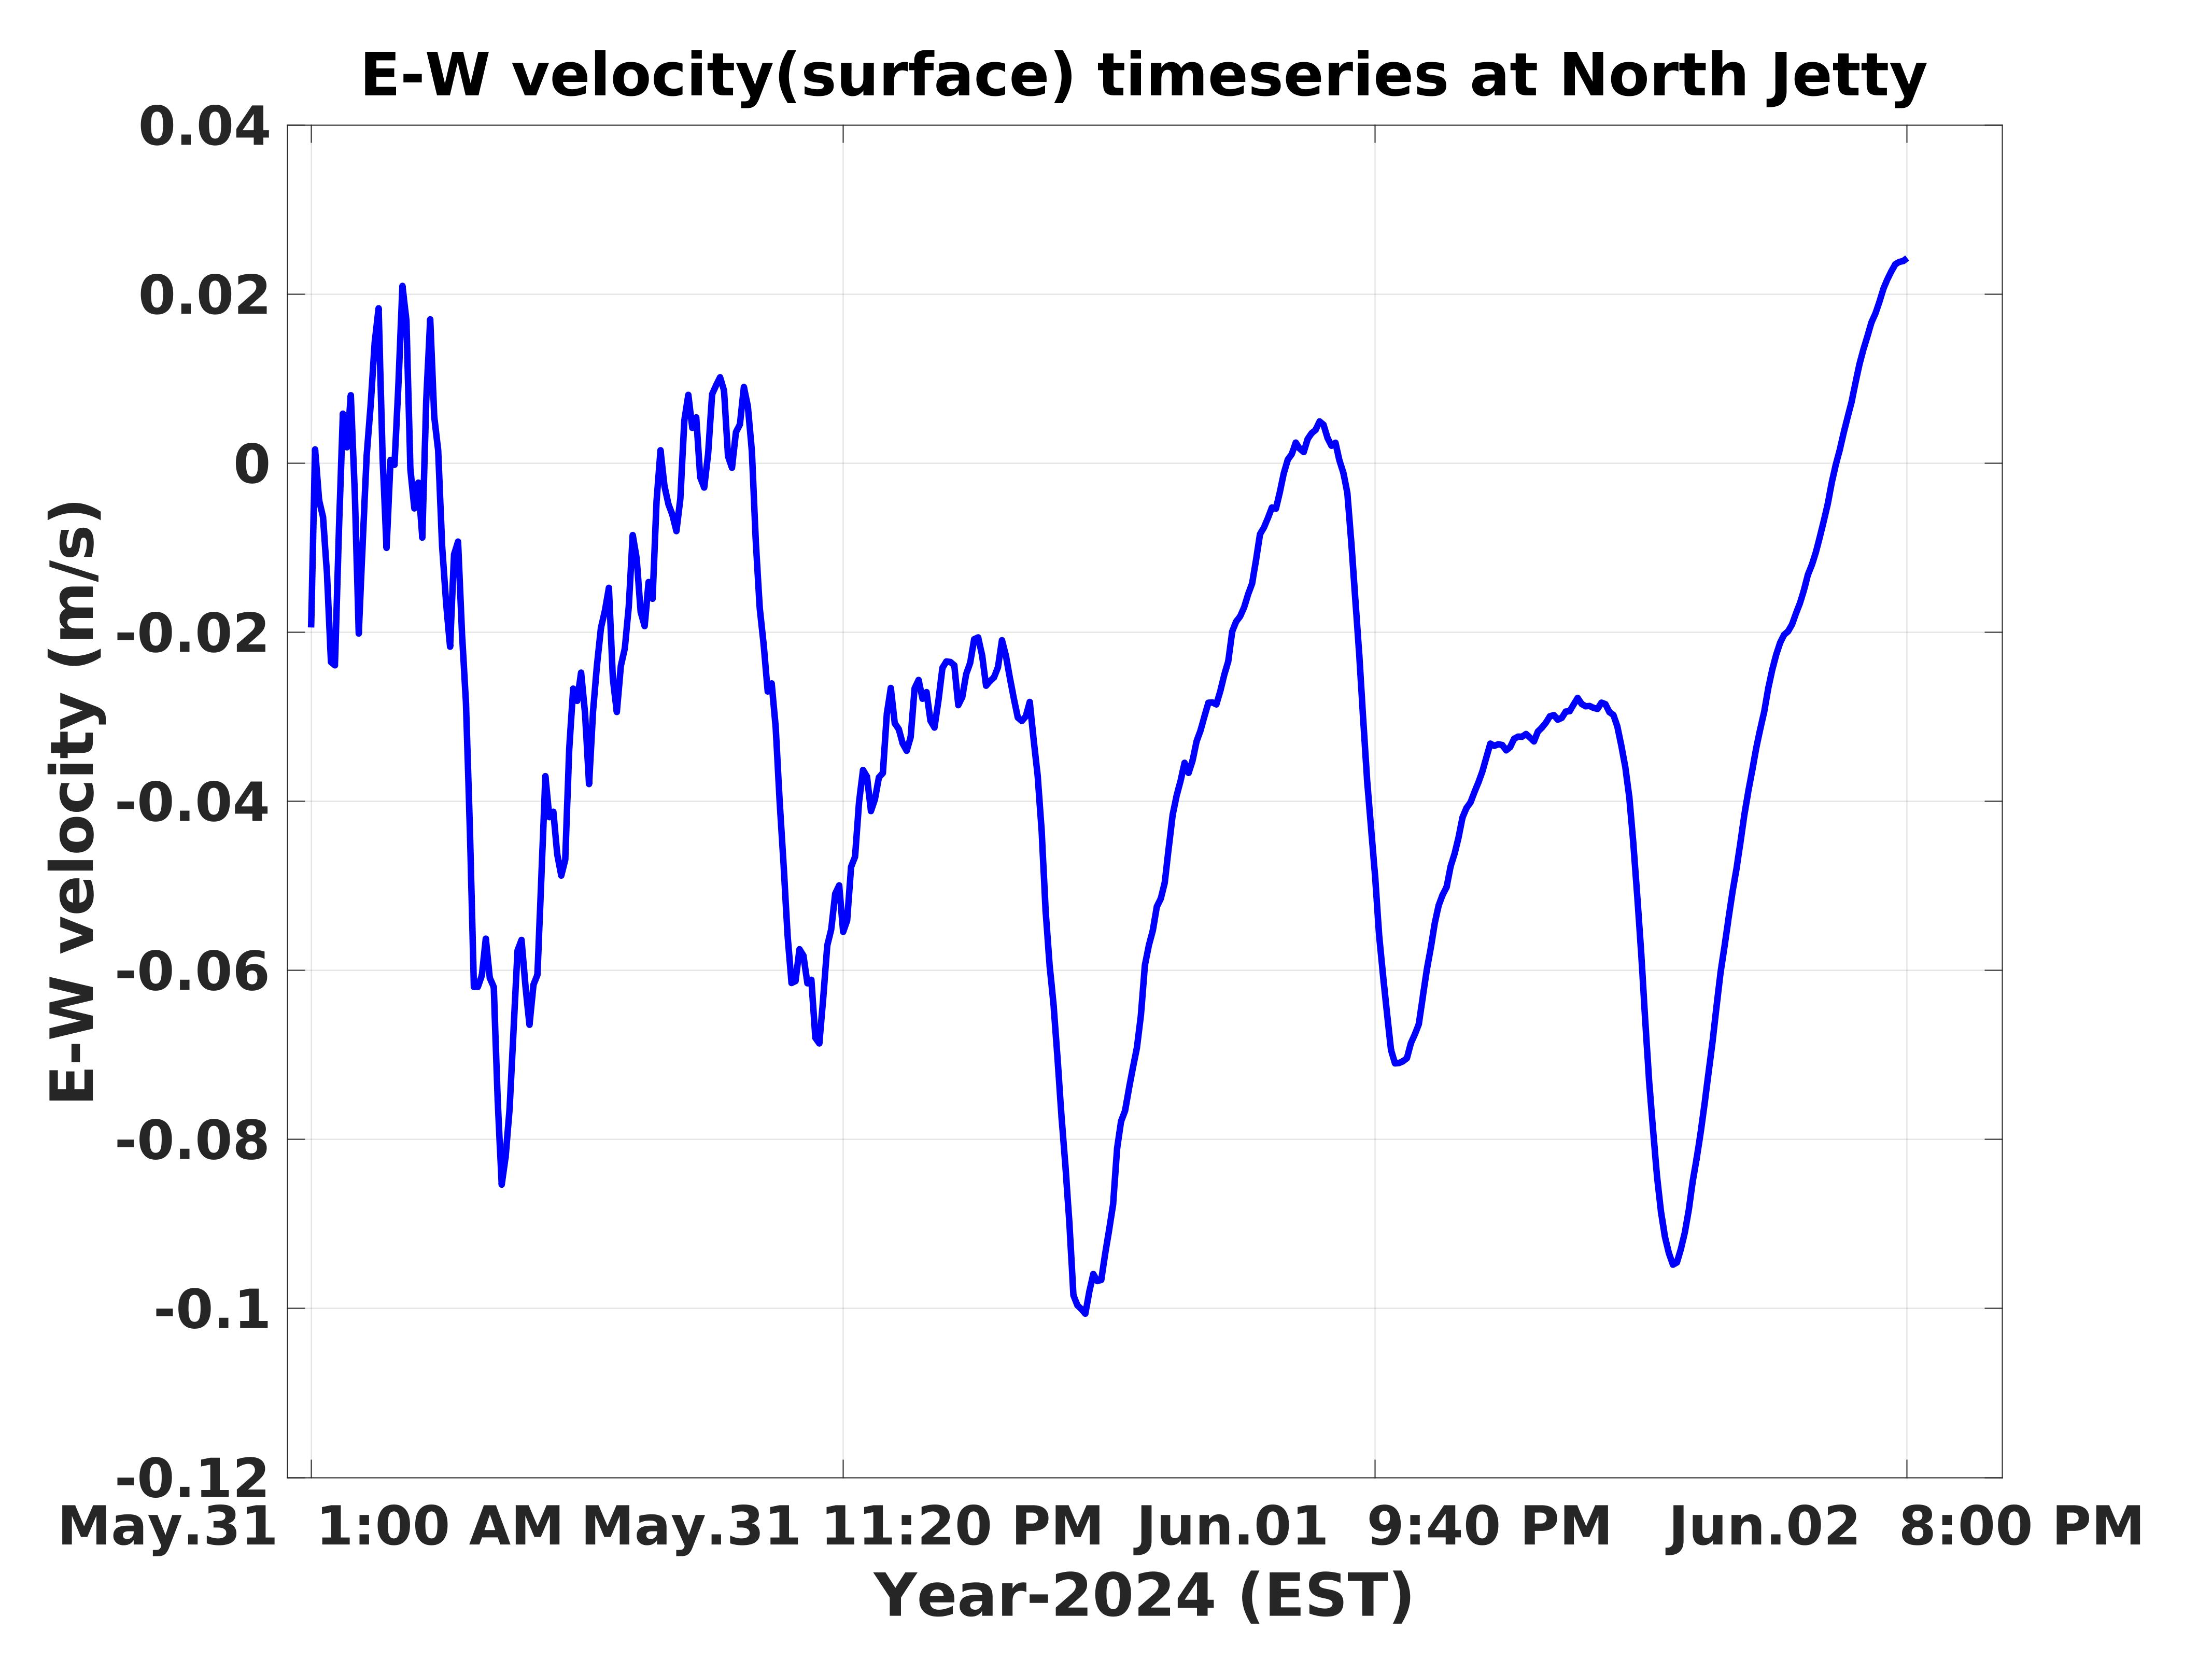 E-W velocity(surface) timeseries at North Jetty
0.04
0.02
0
-0.02
-0.04
-0.06
-0.08
-0.1
-0.12
E-W velocity (m/s)
May.31 1:00 AM May.31 11:20 PM Jun.01 9:40 PM Jun.02 8:00 PM
Year-2024 (EST)